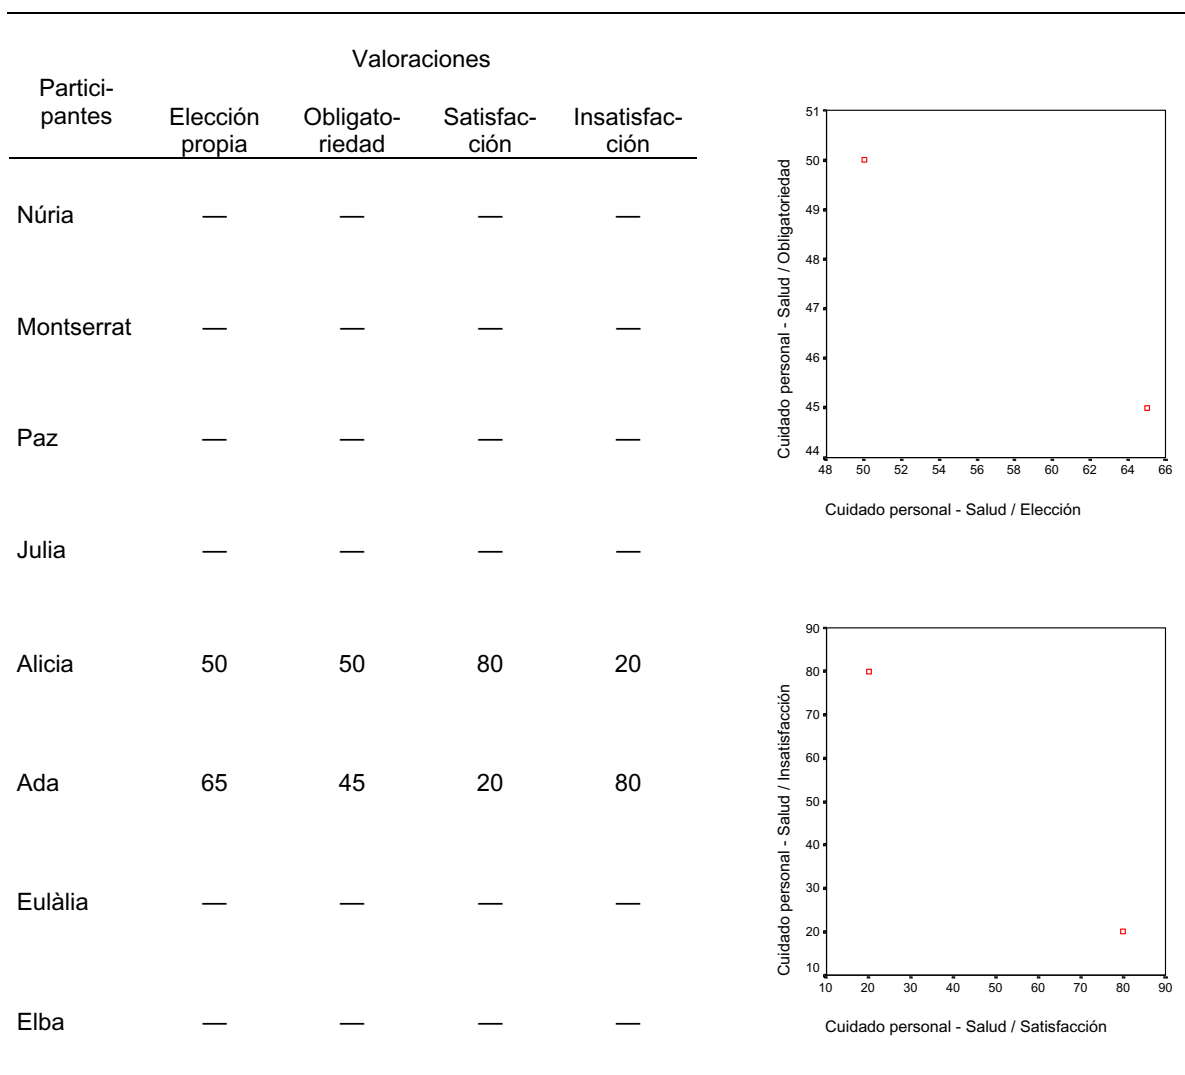 Valoraciones
Partici-
pantes
Elección
propia
Obligato-
riedad
Satisfac-
ción
Insatisfac-
ción
Núria — — — —
Montserrat — — — —
Paz — — — —
Julia — — — —
Alicia 50 50 80 20
Ada 65 45 20 80
Eulàlia — — — —
Elba — — — —
Cuidado personal - Salud / Obligatoriedad
51
50
49
48
47
46
45
44
48 50 52 54 56 58 60 62 64 66
Cuidado personal - Salud / Elección
Cuidado personal - Salud / Insatisfacción
90
80
70
60
50
40
30
20
10
10 20 30 40 50 60 70 80 90
Cuidado personal - Salud / Satisfacción